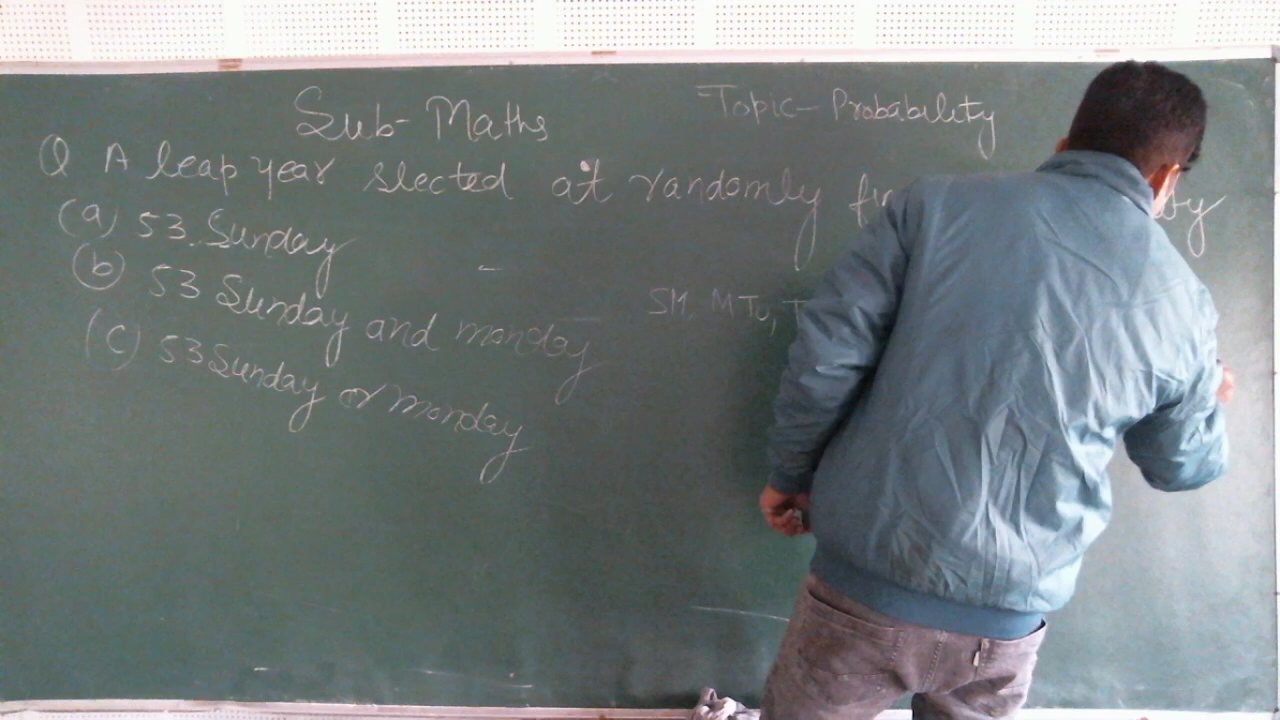 Sub-Maths
Topic-Probability
Q A leap year slected at randomly
(a) 53 Sunday
(b) 53 Sunday and monday
SM, MTu, T
(c) 53 Sunday or monday